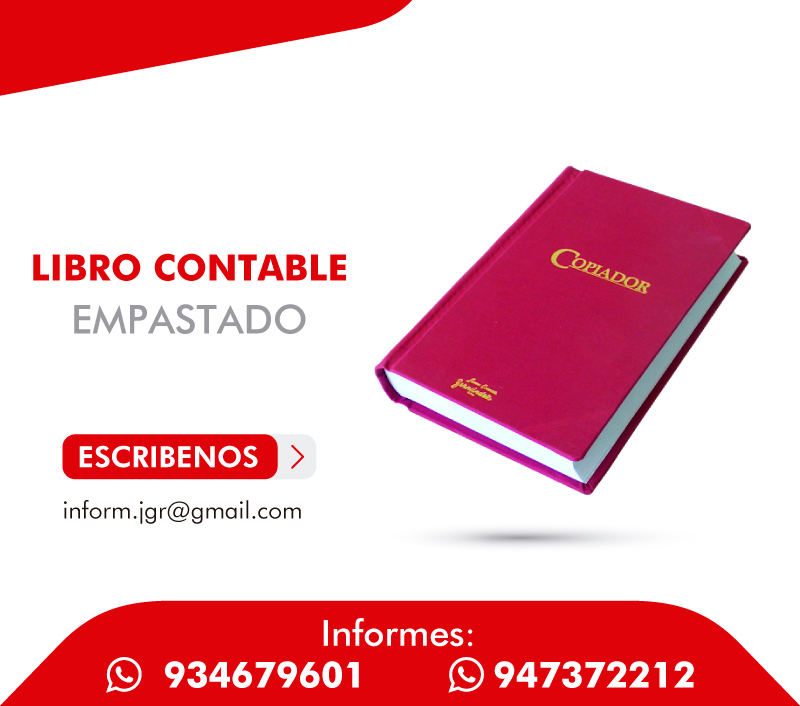 LIBRO CONTABLE
EMPASTADO
COPIADOR
ESCRIBENOS
inform.jgr@gmail.com
Informes:
934679601
947372212